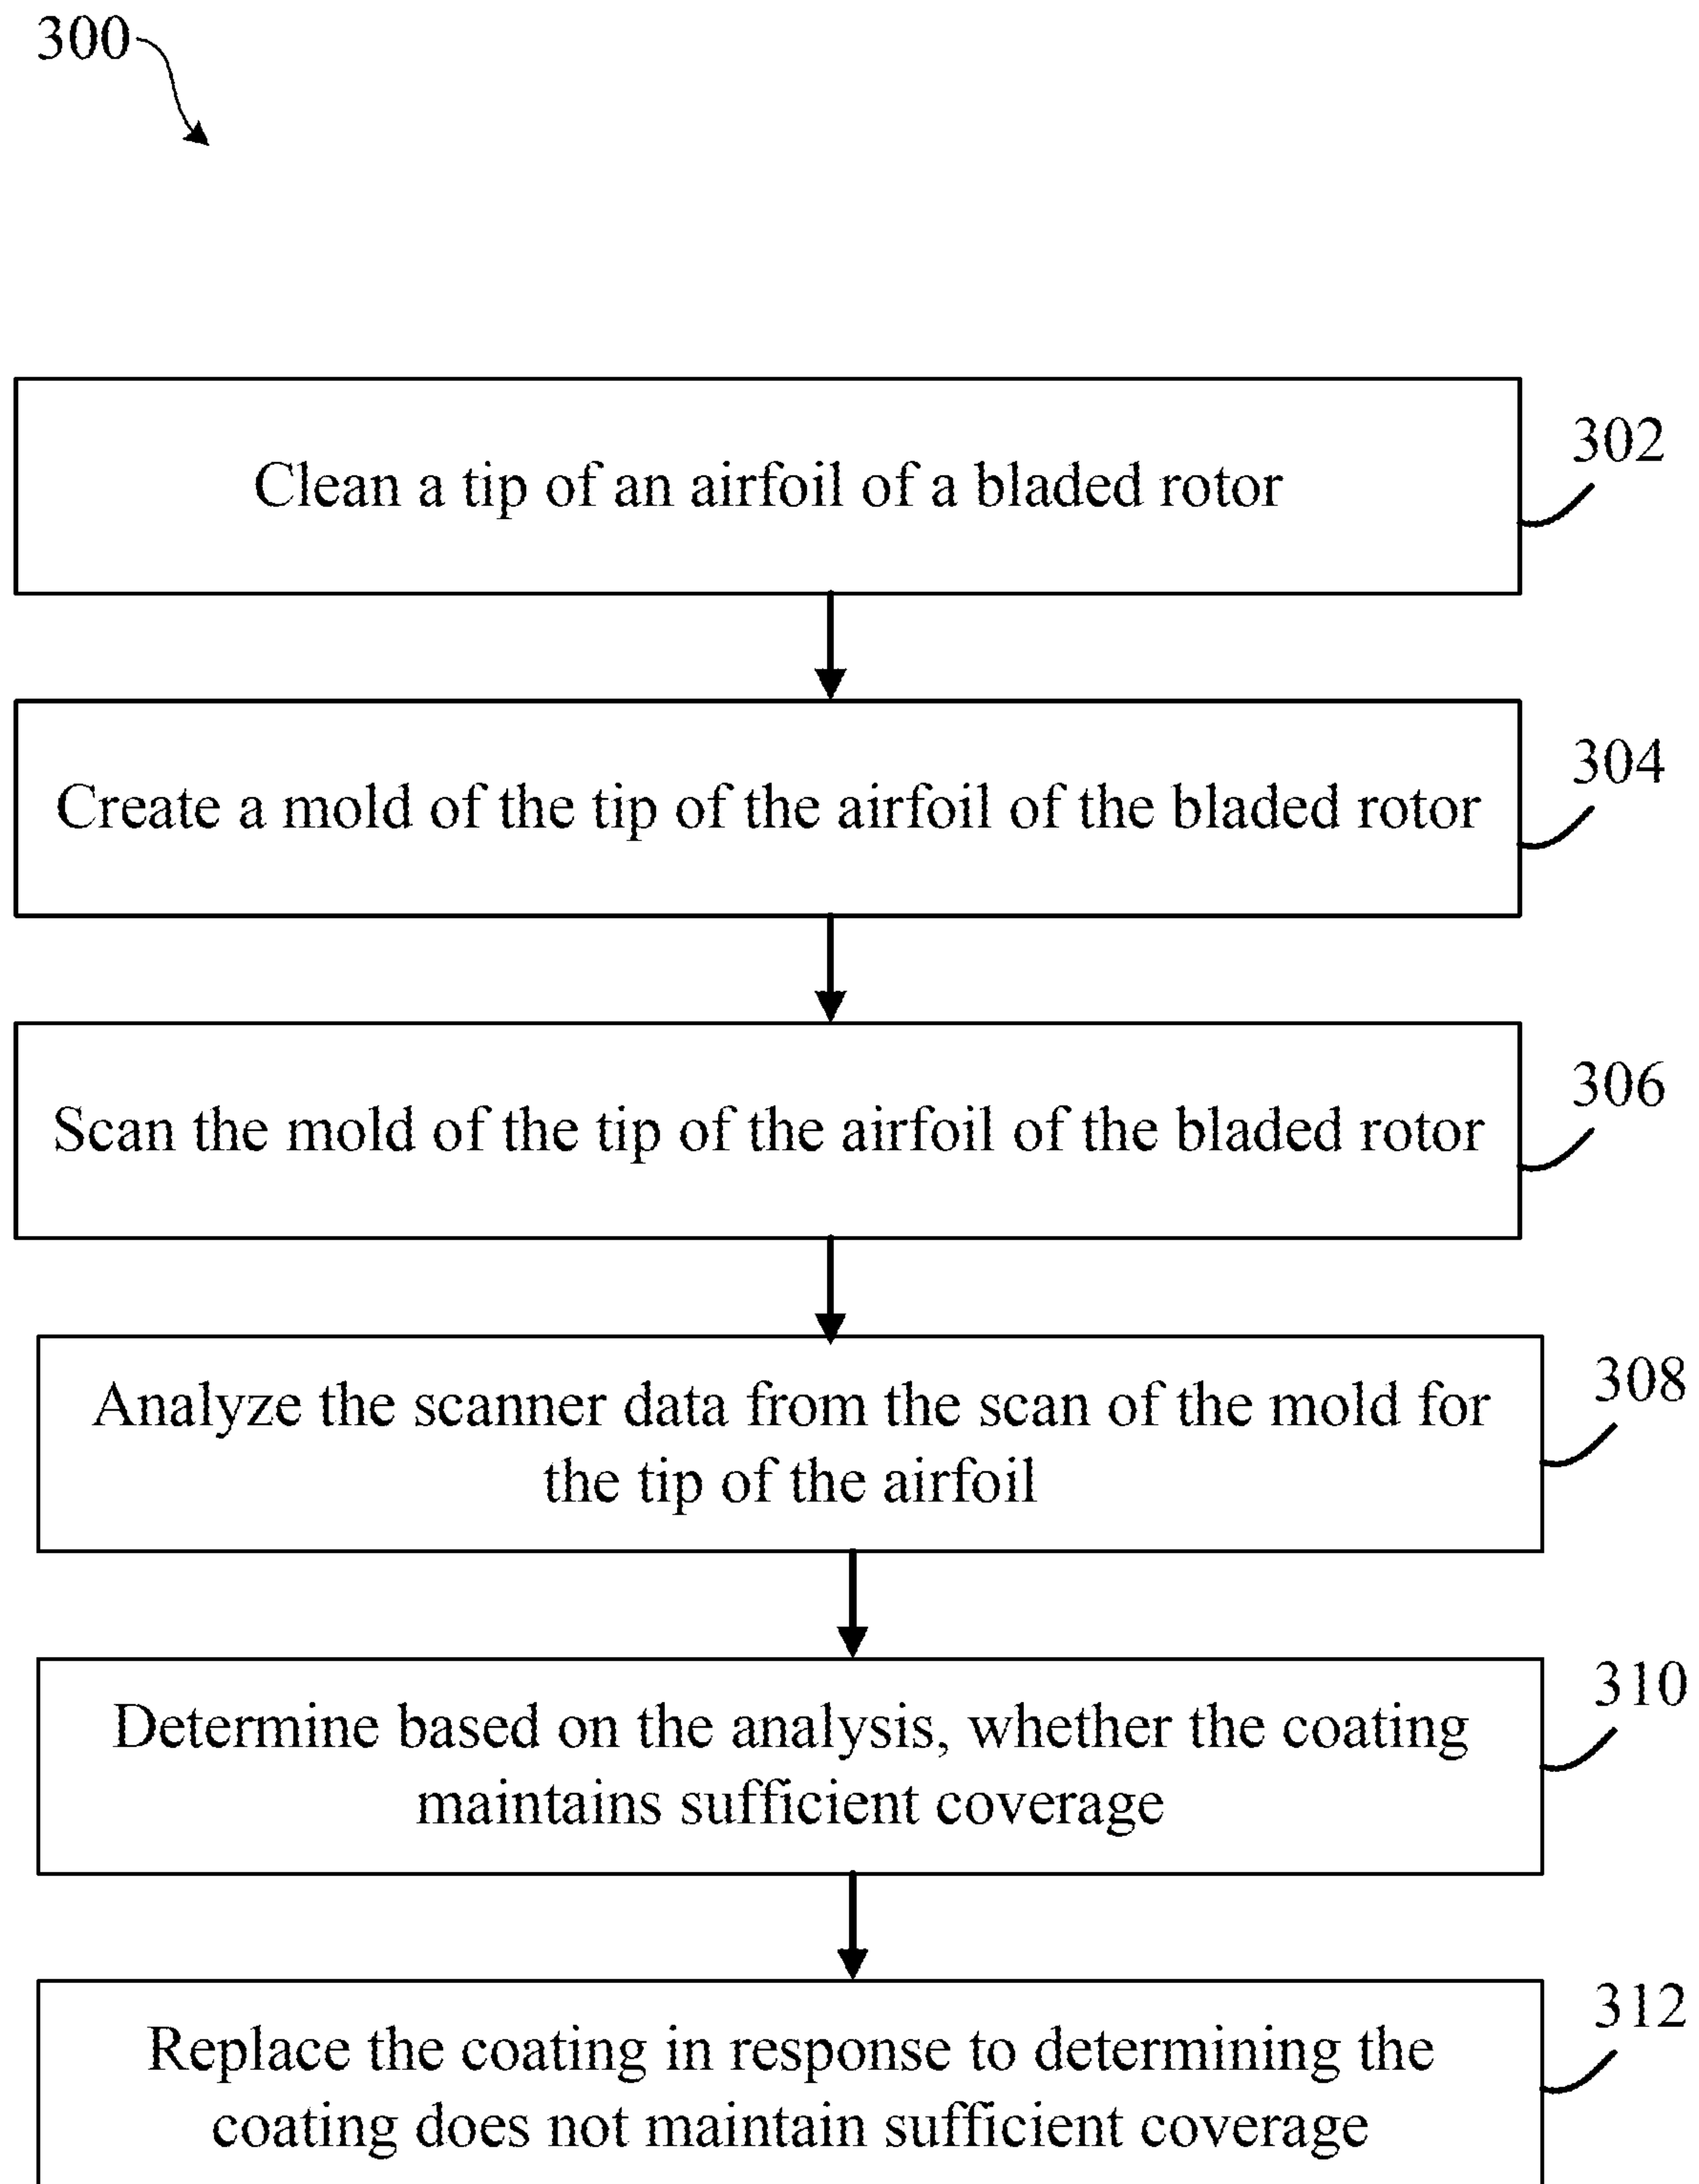 300
Clean a tip of an airfoil of a bladed rotor
302
Create a mold of the tip of the airfoil of the bladed rotor
304
Scan the mold of the tip of the airfoil of the bladed rotor
306
Analyze the scanner data from the scan of the mold for
the tip of the airfoil
308
Determine based on the analysis, whether the coating
maintains sufficient coverage
310
Replace the coating in response to determining the
coating does not maintain sufficient coverage
312